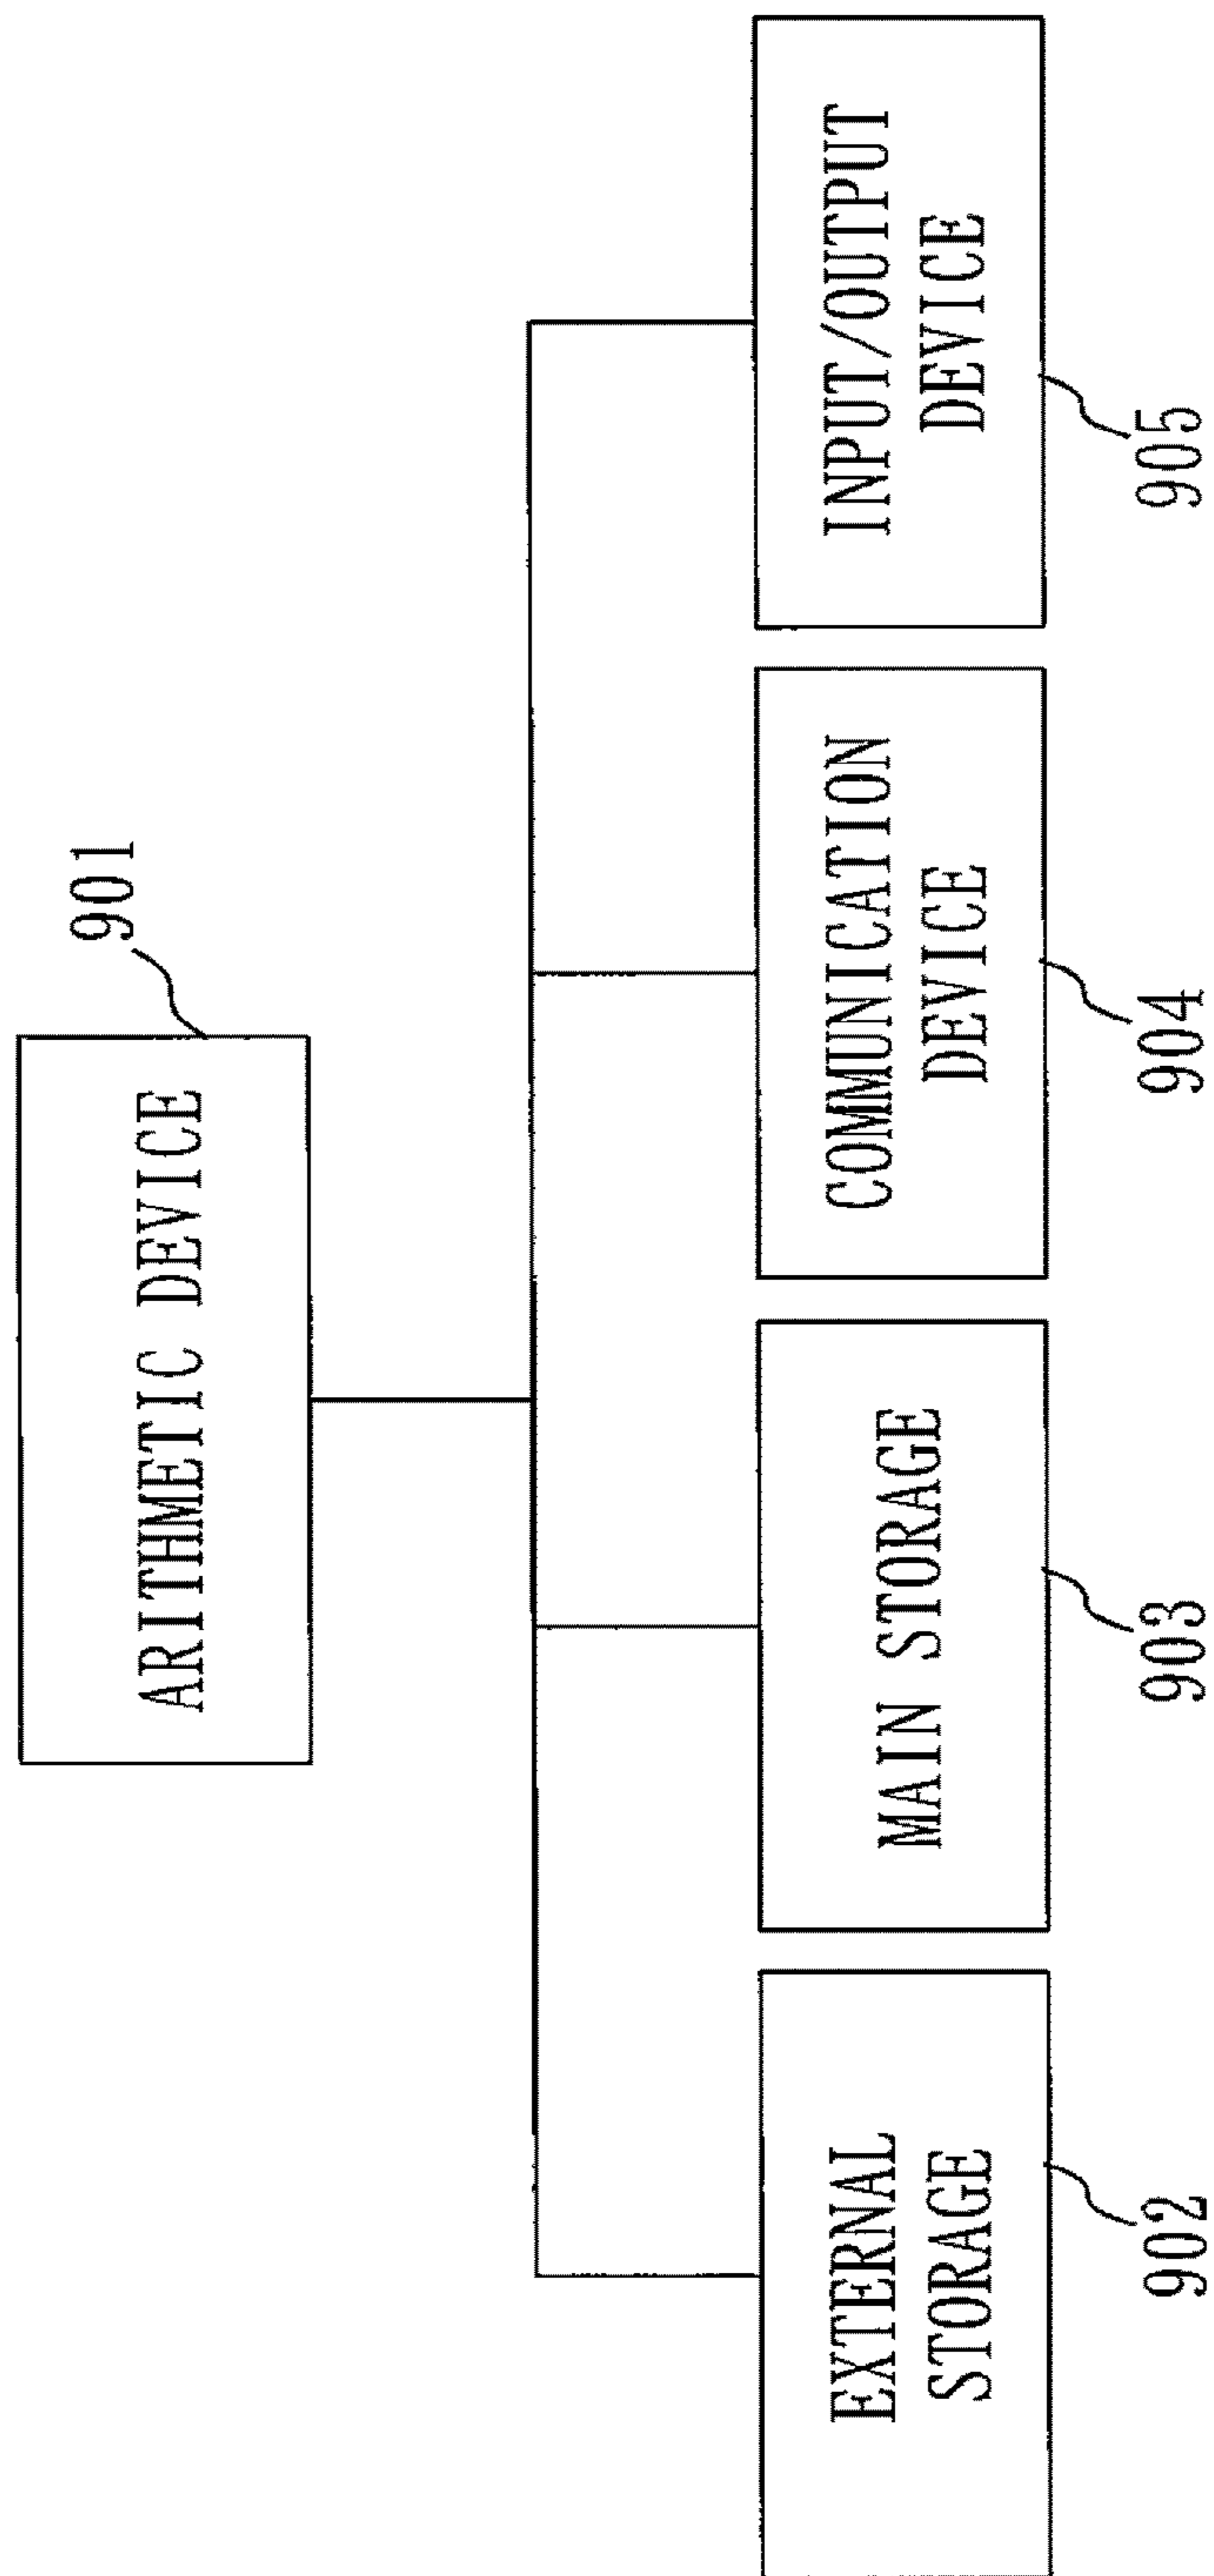 901
ARITHMETIC DEVICE
EXTERNAL
STORAGE
MAIN STORAGE
COMMUNICATION
DEVICE
INPUT/OUTPUT
DEVICE
902
903
904
905